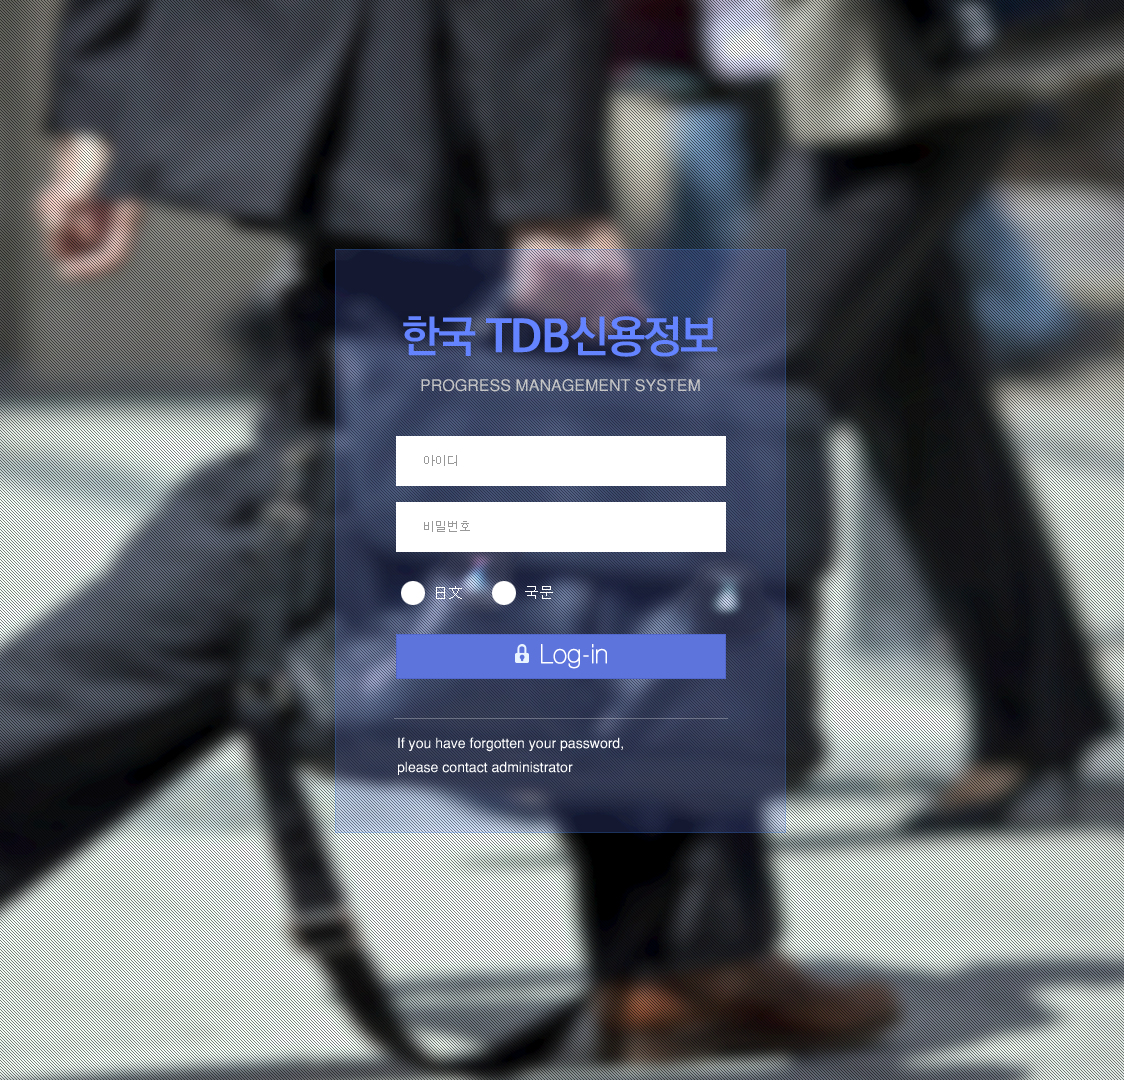 한국 TDB신용정보
PROGRESS MANAGEMENT SYSTEM
아이디
비밀번호
日文 국문
Log-in
If you have forgotten your password,
please contact administrator